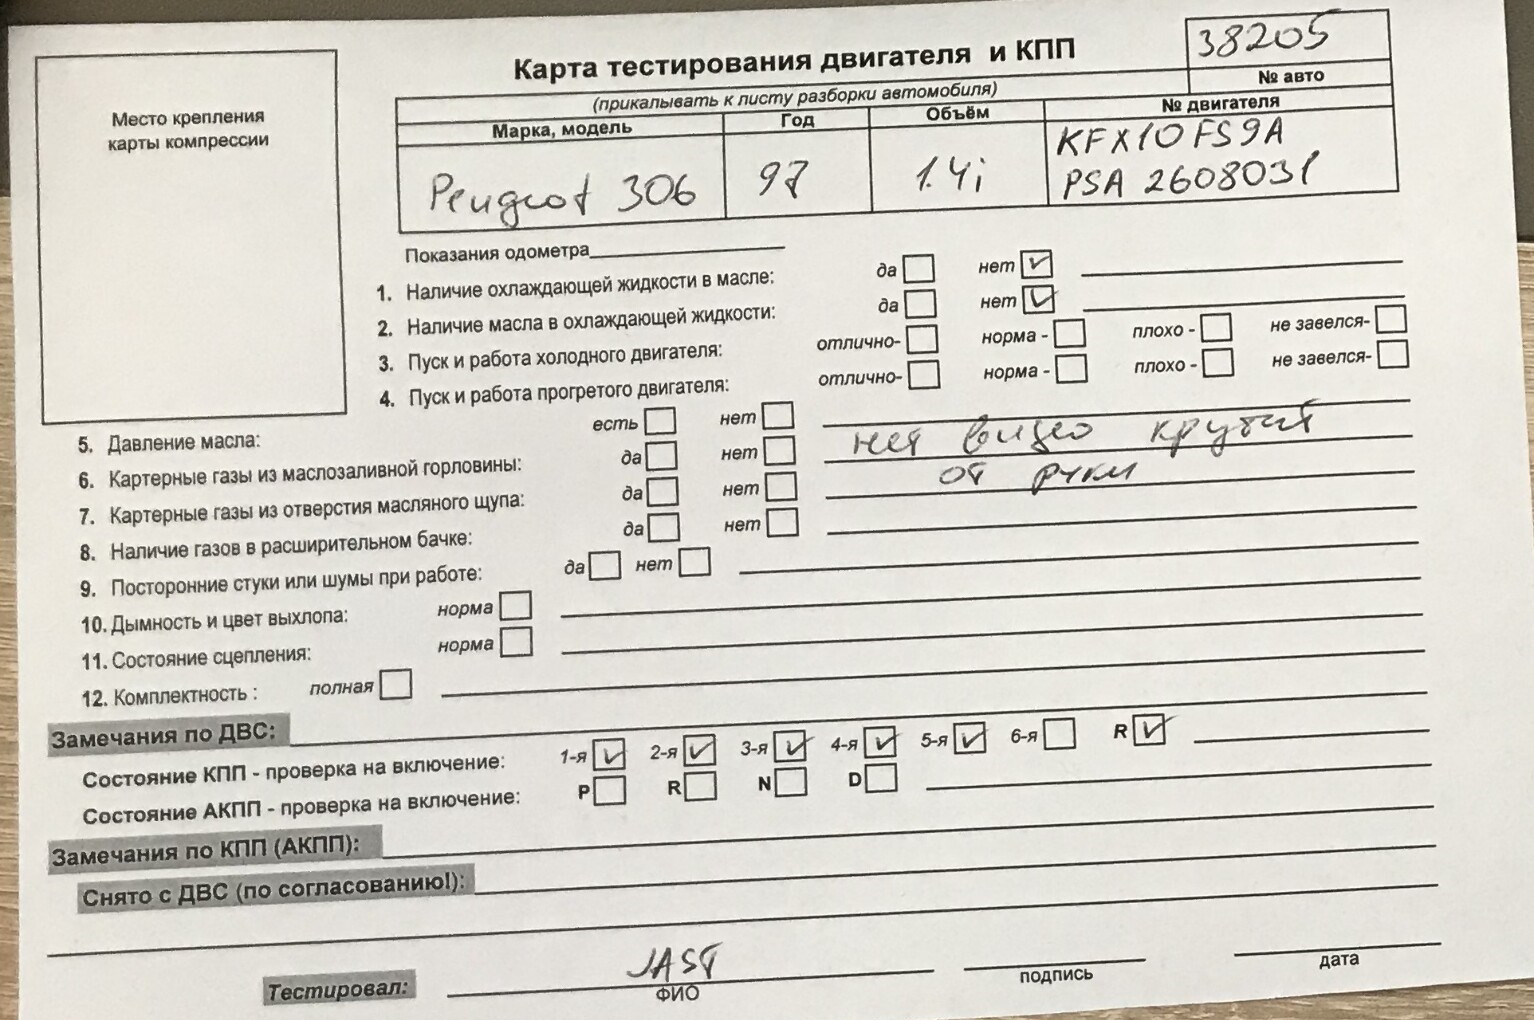 38205
Карта тестирования двигателя и КПП
№ авто
(прикалывать к листу разборки автомобиля)
Место крепления
карты компрессии
Марка, модель Год Объём № двигателя
Peugeot 306 97 1.4i KFX10FS9A
PSA 2608031
Показания одометра
1. Наличие охлаждающей жидкости в масле: да нет ✓
2. Наличие масла в охлаждающей жидкости: да нет ✓
3. Пуск и работа холодного двигателя: отлично- норма - плохо - не завелся-
4. Пуск и работа прогретого двигателя: отлично- норма - плохо - не завелся-
5. Давление масла: есть нет
нет видео крутит
6. Картерные газы из маслозаливной горловины: да нет
от руки
7. Картерные газы из отверстия масляного щупа: да нет
8. Наличие газов в расширительном бачке: да нет
9. Посторонние стуки или шумы при работе: да нет
10. Дымность и цвет выхлопа: норма
11. Состояние сцепления: норма
12. Комплектность : полная
Замечания по ДВС:
Состояние КПП - проверка на включение: 1-я ✓ 2-я ✓ 3-я ✓ 4-я ✓ 5-я ✓ 6-я R ✓
Состояние АКПП - проверка на включение: P R N D
Замечания по КПП (АКПП):
Снято с ДВС (по согласованию!):
Тестировал: JAST
ФИО подпись дата